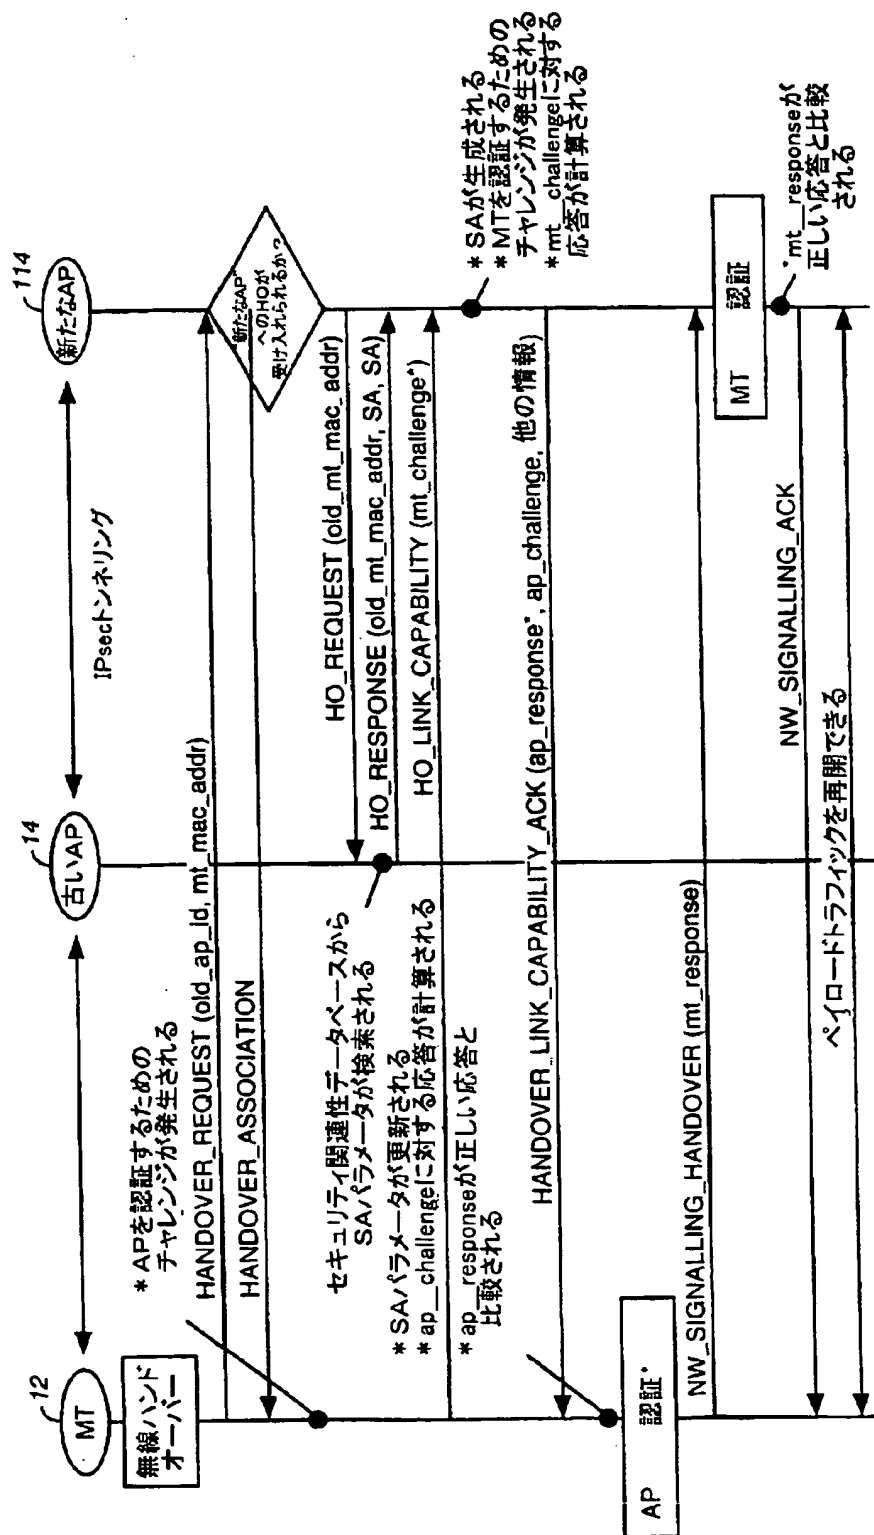 12
MT
14
古いAP
114
新たなAP
IPsecトンネリング
無線ハンド
オーバー
*APを認証するための
チャレンジが発生される
HANDOVER_REQUEST (old_ap_id, mt_mac_addr)
HANDOVER_ASSOCIATION
"新たなAP"
へのHOが
受け入れられるか?
HO_REQUEST (old_mt_mac_addr)
セキュリティ関連性データベースから
SAパラメータが検索される
HO_RESPONSE (old_mt_mac_addr, SA, SA)
*SAパラメータが更新される
*ap__challengeに対する応答が計算される
HO_LINK_CAPABILITY (mt_challenge*)
*SAが生成される
*MTを認証するための
チャレンジが発生される
*mt_challengeに対する
応答が計算される
*ap__responseが正しい応答と
比較される
HANDOVER_LINK_CAPABILITY_ACK (ap_response*, ap_challenge, 他の情報)
AP 認証*
NW_SIGNALLING_HANDOVER (mt_response)
MT 認証
*mt__responseが
正しい応答と比較
される
NW_SIGNALLING_ACK
ペイロードトラフィックを再開できる